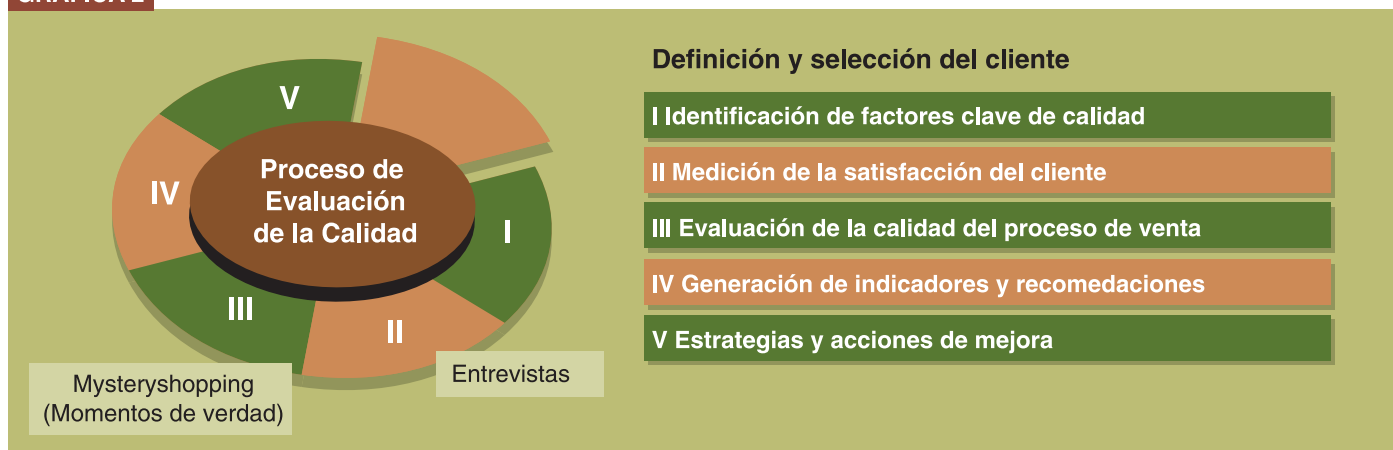 GRÁFICA 2
V
IV
III
II
I
Proceso de
Evaluación
de la Calidad
Mysteryshopping
(Momentos de verdad)
Entrevistas
Definición y selección del cliente
I Identificación de factores clave de calidad
II Medición de la satisfacción del cliente
III Evaluación de la calidad del proceso de venta
IV Generación de indicadores y recomedaciones
V Estrategias y acciones de mejora